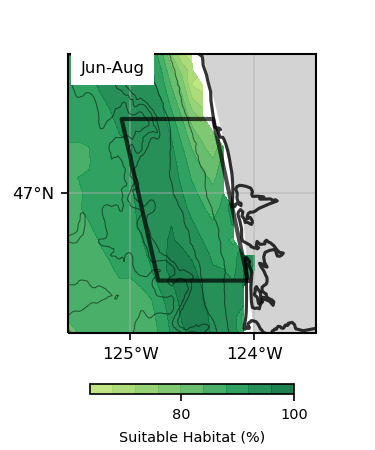 Jun-Aug
47°N
125°W 124°W
80 100
Suitable Habitat (%)